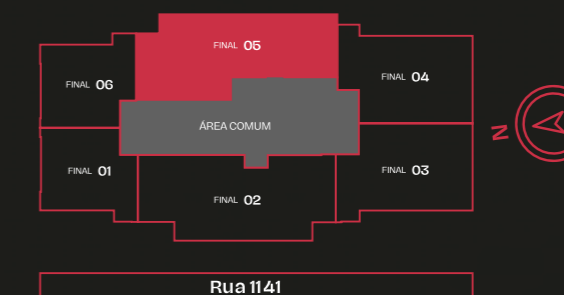 FINAL 05
FINAL 06
FINAL 04
ÁREA COMUM
N
FINAL 01
FINAL 03
FINAL 02
Rua 1141